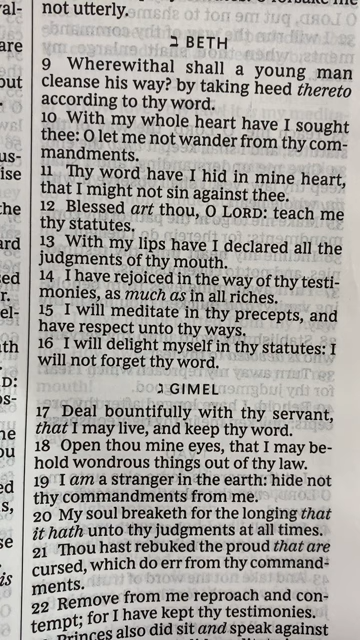 not utterly.
ב BETH
9 Wherewithal shall a young man
cleanse his way? by taking heed thereto
according to thy word.
10 With my whole heart have I sought
thee: O let me not wander from thy com-
mandments.
11 Thy word have I hid in mine heart,
that I might not sin against thee.
12 Blessed art thou, O LORD: teach me
thy statutes.
13 With my lips have I declared all the
judgments of thy mouth.
14 I have rejoiced in the way of thy testi-
monies, as much as in all riches.
15 I will meditate in thy precepts, and
have respect unto thy ways.
16 I will delight myself in thy statutes: I
will not forget thy word.
ג GIMEL
17 Deal bountifully with thy servant,
that I may live, and keep thy word.
18 Open thou mine eyes, that I may be-
hold wondrous things out of thy law.
19 I am a stranger in the earth: hide not
thy commandments from me.
20 My soul breaketh for the longing that
it hath unto thy judgments at all times.
21 Thou hast rebuked the proud that are
cursed, which do err from thy command-
ments.
22 Remove from me reproach and con-
tempt; for I have kept thy testimonies.
Princes also did sit and speak against